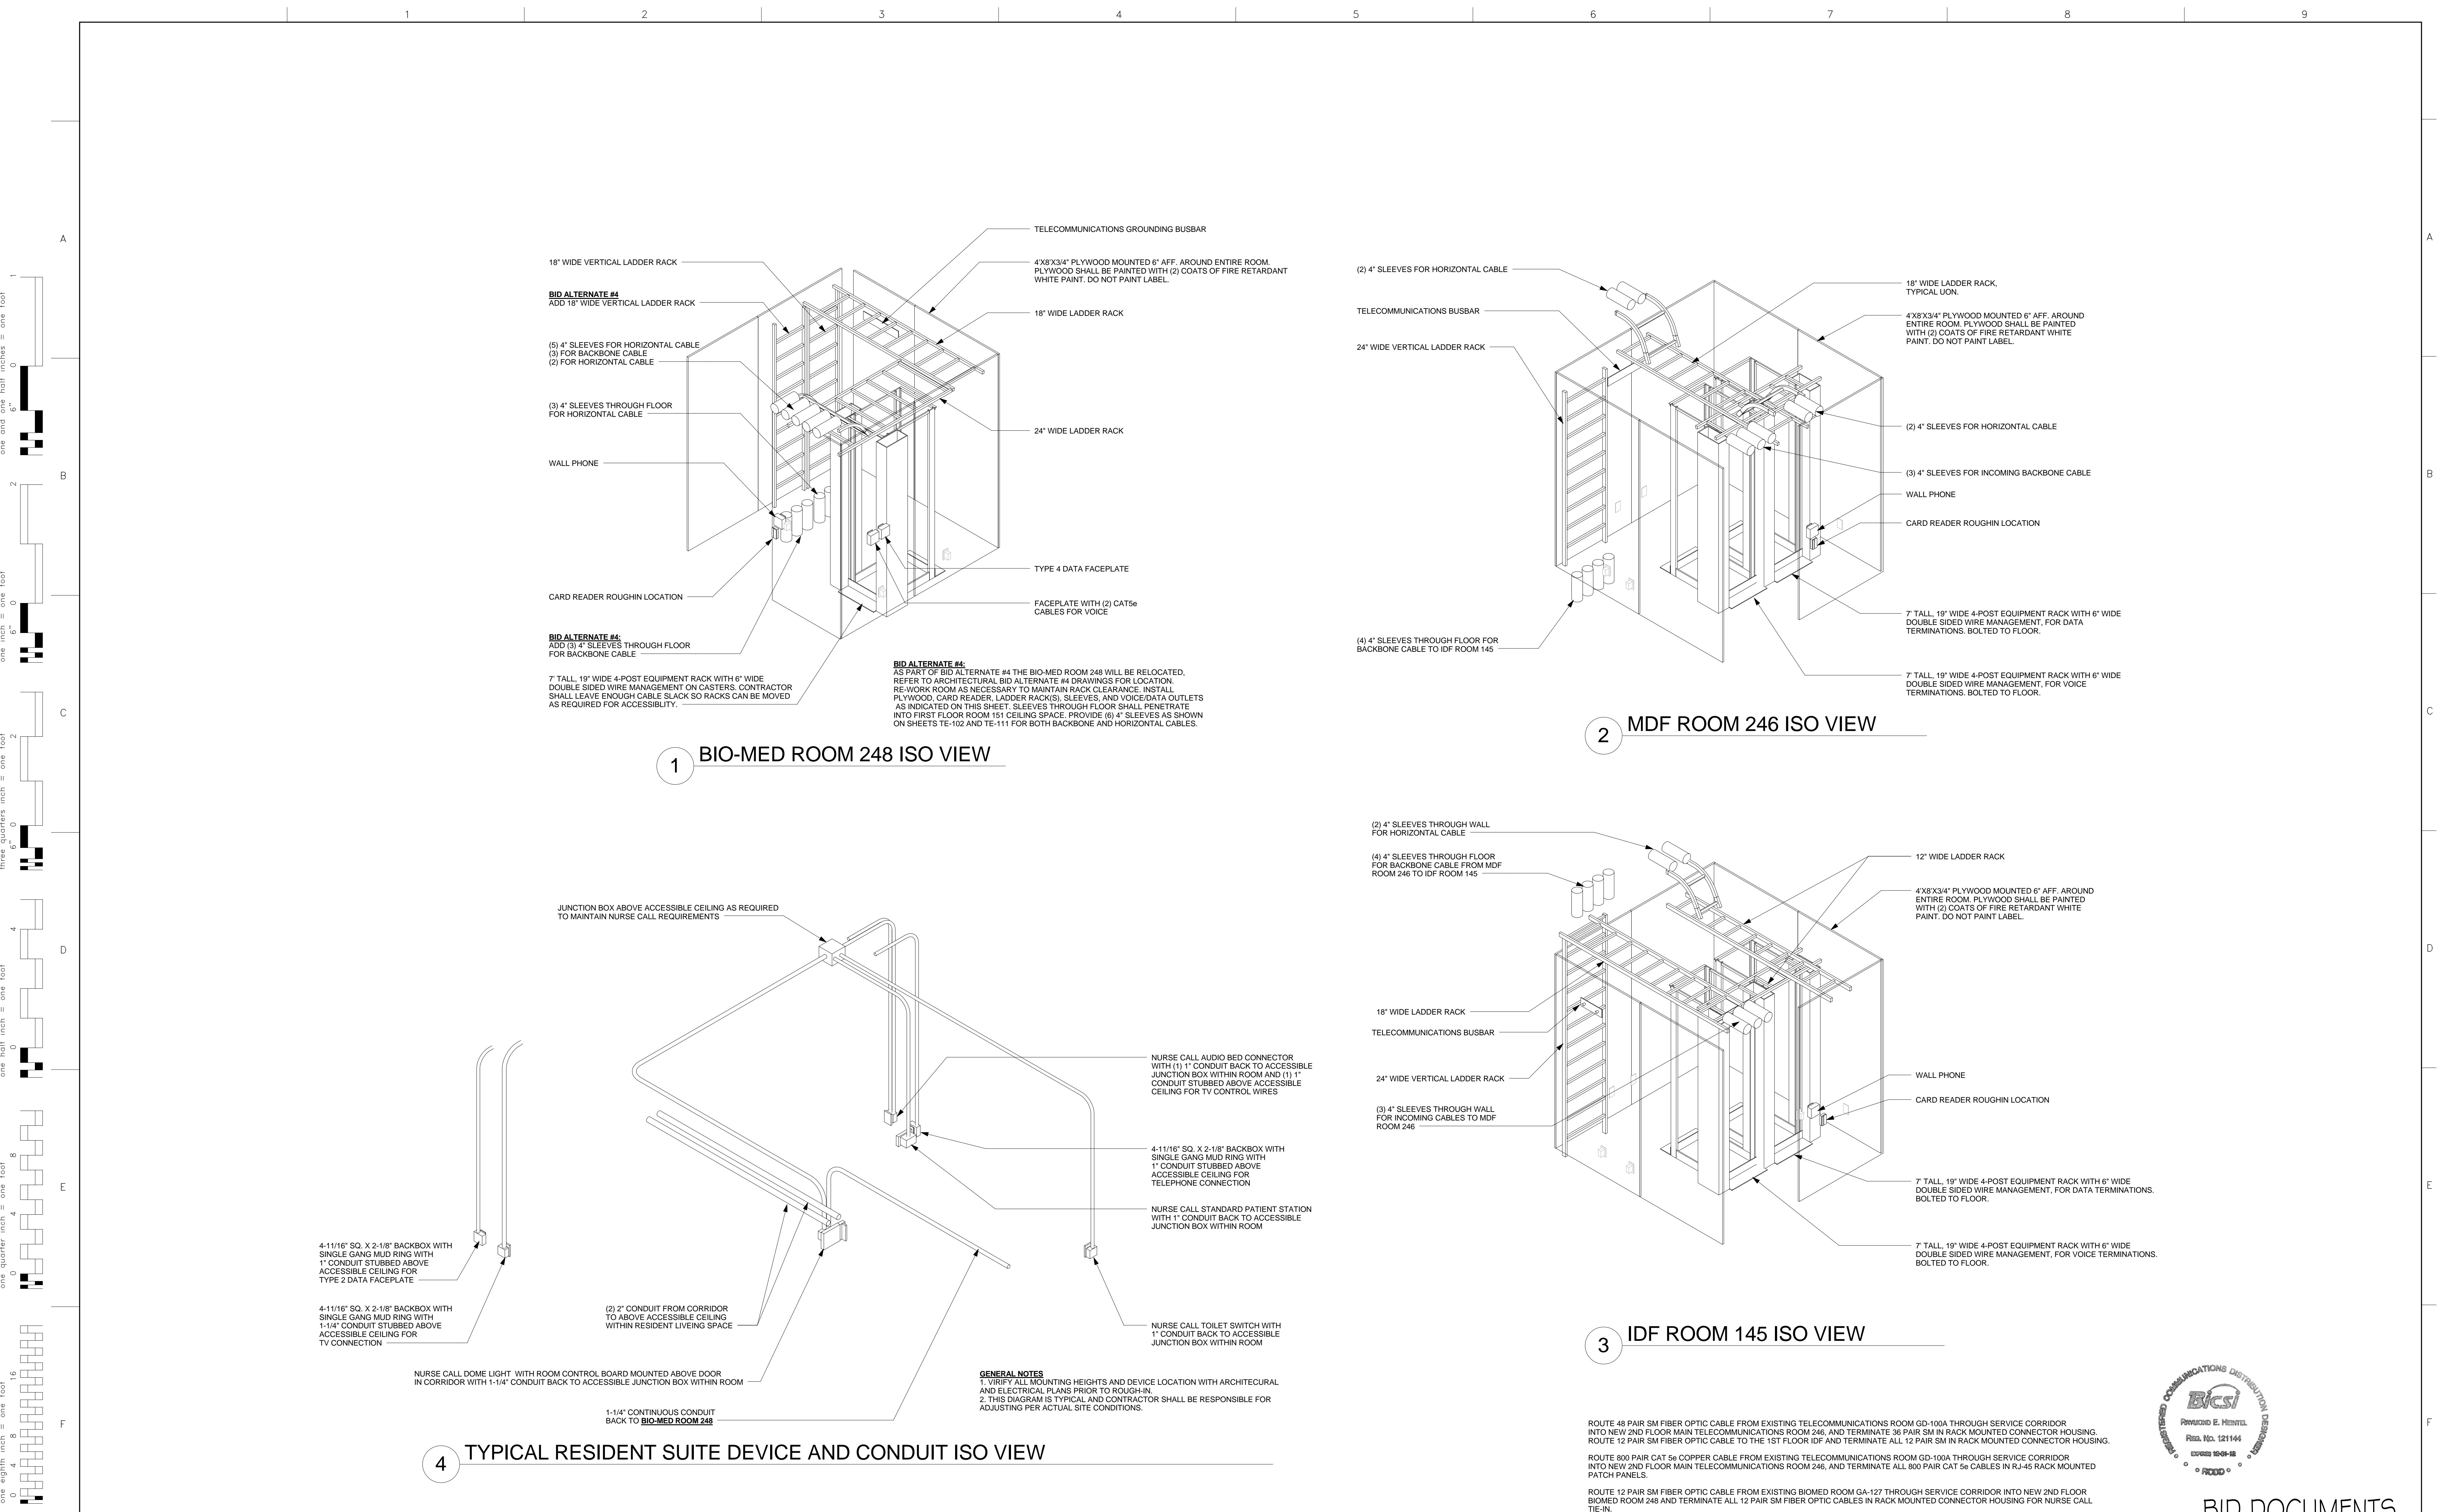 1 2 3 4 5 6 7 8 9
A
B
C
D
E
F
A
B
C
D
E
F
one and one half inches = one foot
one inch = one foot
three quarters inch = one foot
one half inch = one foot
one quarter inch = one foot
one eighth inch = one foot
18" WIDE VERTICAL LADDER RACK
BID ALTERNATE #4
ADD 18" WIDE VERTICAL LADDER RACK
(5) 4" SLEEVES FOR HORIZONTAL CABLE
(3) FOR BACKBONE CABLE
(2) FOR HORIZONTAL CABLE
(3) 4" SLEEVES THROUGH FLOOR
FOR HORIZONTAL CABLE
WALL PHONE
CARD READER ROUGHIN LOCATION
BID ALTERNATE #4:
ADD (3) 4" SLEEVES THROUGH FLOOR
FOR BACKBONE CABLE
7' TALL, 19" WIDE 4-POST EQUIPMENT RACK WITH 6" WIDE
DOUBLE SIDED WIRE MANAGEMENT ON CASTERS. CONTRACTOR
SHALL LEAVE ENOUGH CABLE SLACK SO RACKS CAN BE MOVED
AS REQUIRED FOR ACCESSIBLITY.
TELECOMMUNICATIONS GROUNDING BUSBAR
4'X8'X3/4" PLYWOOD MOUNTED 6" AFF. AROUND ENTIRE ROOM.
PLYWOOD SHALL BE PAINTED WITH (2) COATS OF FIRE RETARDANT
WHITE PAINT. DO NOT PAINT LABEL.
18" WIDE LADDER RACK
24" WIDE LADDER RACK
TYPE 4 DATA FACEPLATE
FACEPLATE WITH (2) CAT5e
CABLES FOR VOICE
BID ALTERNATE #4:
AS PART OF BID ALTERNATE #4 THE BIO-MED ROOM 248 WILL BE RELOCATED,
REFER TO ARCHITECTURAL BID ALTERNATE #4 DRAWINGS FOR LOCATION.
RE-WORK ROOM AS NECESSARY TO MAINTAIN RACK CLEARANCE. INSTALL
PLYWOOD, CARD READER, LADDER RACK(S), SLEEVES, AND VOICE/DATA OUTLETS
AS INDICATED ON THIS SHEET. SLEEVES THROUGH FLOOR SHALL PENETRATE
INTO FIRST FLOOR ROOM 151 CEILING SPACE. PROVIDE (6) 4" SLEEVES AS SHOWN
ON SHEETS TE-102 AND TE-111 FOR BOTH BACKBONE AND HORIZONTAL CABLES.
1 BIO-MED ROOM 248 ISO VIEW
(2) 4" SLEEVES FOR HORIZONTAL CABLE
TELECOMMUNICATIONS BUSBAR
24" WIDE VERTICAL LADDER RACK
(4) 4" SLEEVES THROUGH FLOOR FOR
BACKBONE CABLE TO IDF ROOM 145
18" WIDE LADDER RACK,
TYPICAL UON.
4'X8'X3/4" PLYWOOD MOUNTED 6" AFF. AROUND
ENTIRE ROOM. PLYWOOD SHALL BE PAINTED
WITH (2) COATS OF FIRE RETARDANT WHITE
PAINT. DO NOT PAINT LABEL.
(2) 4" SLEEVES FOR HORIZONTAL CABLE
(3) 4" SLEEVES FOR INCOMING BACKBONE CABLE
WALL PHONE
CARD READER ROUGHIN LOCATION
7' TALL, 19" WIDE 4-POST EQUIPMENT RACK WITH 6" WIDE
DOUBLE SIDED WIRE MANAGEMENT, FOR DATA
TERMINATIONS. BOLTED TO FLOOR.
7' TALL, 19" WIDE 4-POST EQUIPMENT RACK WITH 6" WIDE
DOUBLE SIDED WIRE MANAGEMENT, FOR VOICE
TERMINATIONS. BOLTED TO FLOOR.
2 MDF ROOM 246 ISO VIEW
JUNCTION BOX ABOVE ACCESSIBLE CEILING AS REQUIRED
TO MAINTAIN NURSE CALL REQUIREMENTS
NURSE CALL AUDIO BED CONNECTOR
WITH (1) 1" CONDUIT BACK TO ACCESSIBLE
JUNCTION BOX WITHIN ROOM AND (1) 1"
CONDUIT STUBBED ABOVE ACCESSIBLE
CEILING FOR TV CONTROL WIRES
4-11/16" SQ. X 2-1/8" BACKBOX WITH
SINGLE GANG MUD RING WITH
1" CONDUIT STUBBED ABOVE
ACCESSIBLE CEILING FOR
TELEPHONE CONNECTION
NURSE CALL STANDARD PATIENT STATION
WITH 1" CONDUIT BACK TO ACCESSIBLE
JUNCTION BOX WITHIN ROOM
4-11/16" SQ. X 2-1/8" BACKBOX WITH
SINGLE GANG MUD RING WITH
1" CONDUIT STUBBED ABOVE
ACCESSIBLE CEILING FOR
TYPE 2 DATA FACEPLATE
4-11/16" SQ. X 2-1/8" BACKBOX WITH
SINGLE GANG MUD RING WITH
1-1/4" CONDUIT STUBBED ABOVE
ACCESSIBLE CEILING FOR
TV CONNECTION
(2) 2" CONDUIT FROM CORRIDOR
TO ABOVE ACCESSIBLE CEILING
WITHIN RESIDENT LIVEING SPACE
NURSE CALL TOILET SWITCH WITH
1" CONDUIT BACK TO ACCESSIBLE
JUNCTION BOX WITHIN ROOM
NURSE CALL DOME LIGHT WITH ROOM CONTROL BOARD MOUNTED ABOVE DOOR
IN CORRIDOR WITH 1-1/4" CONDUIT BACK TO ACCESSIBLE JUNCTION BOX WITHIN ROOM
1-1/4" CONTINUOUS CONDUIT
BACK TO BIO-MED ROOM 248
GENERAL NOTES
1. VIRIFY ALL MOUNTING HEIGHTS AND DEVICE LOCATION WITH ARCHITECURAL
AND ELECTRICAL PLANS PRIOR TO ROUGH-IN.
2. THIS DIAGRAM IS TYPICAL AND CONTRACTOR SHALL BE RESPONSIBLE FOR
ADJUSTING PER ACTUAL SITE CONDITIONS.
4 TYPICAL RESIDENT SUITE DEVICE AND CONDUIT ISO VIEW
(2) 4" SLEEVES THROUGH WALL
FOR HORIZONTAL CABLE
(4) 4" SLEEVES THROUGH FLOOR
FOR BACKBONE CABLE FROM MDF
ROOM 246 TO IDF ROOM 145
18" WIDE LADDER RACK
TELECOMMUNICATIONS BUSBAR
24" WIDE VERTICAL LADDER RACK
(3) 4" SLEEVES THROUGH WALL
FOR INCOMING CABLES TO MDF
ROOM 246
12" WIDE LADDER RACK
4'X8'X3/4" PLYWOOD MOUNTED 6" AFF. AROUND
ENTIRE ROOM. PLYWOOD SHALL BE PAINTED
WITH (2) COATS OF FIRE RETARDANT WHITE
PAINT. DO NOT PAINT LABEL.
WALL PHONE
CARD READER ROUGHIN LOCATION
7' TALL, 19" WIDE 4-POST EQUIPMENT RACK WITH 6" WIDE
DOUBLE SIDED WIRE MANAGEMENT, FOR DATA TERMINATIONS.
BOLTED TO FLOOR.
7' TALL, 19" WIDE 4-POST EQUIPMENT RACK WITH 6" WIDE
DOUBLE SIDED WIRE MANAGEMENT, FOR VOICE TERMINATIONS.
BOLTED TO FLOOR.
3 IDF ROOM 145 ISO VIEW
ROUTE 48 PAIR SM FIBER OPTIC CABLE FROM EXISTING TELECOMMUNICATIONS ROOM GD-100A THROUGH SERVICE CORRIDOR
INTO NEW 2ND FLOOR MAIN TELECOMMUNICATIONS ROOM 246, AND TERMINATE 36 PAIR SM IN RACK MOUNTED CONNECTOR HOUSING.
ROUTE 12 PAIR SM FIBER OPTIC CABLE TO THE 1ST FLOOR IDF AND TERMINATE ALL 12 PAIR SM IN RACK MOUNTED CONNECTOR HOUSING.
ROUTE 800 PAIR CAT 5e COPPER CABLE FROM EXISTING TELECOMMUNICATIONS ROOM GD-100A THROUGH SERVICE CORRIDOR
INTO NEW 2ND FLOOR MAIN TELECOMMUNICATIONS ROOM 246, AND TERMINATE ALL 800 PAIR CAT 5e CABLES IN RJ-45 RACK MOUNTED
PATCH PANELS.
ROUTE 12 PAIR SM FIBER OPTIC CABLE FROM EXISTING BIOMED ROOM GA-127 THROUGH SERVICE CORRIDOR INTO NEW 2ND FLOOR
BIOMED ROOM 248 AND TERMINATE ALL 12 PAIR SM FIBER OPTIC CABLES IN RACK MOUNTED CONNECTOR HOUSING FOR NURSE CALL
TIE-IN.
REGISTERED COMMUNICATIONS DISTRIBUTION DESIGNER
Bicsi
RAYMOND E. MEINTEL
REG. NO. 121144
RCDD
BID DOCUMENTS